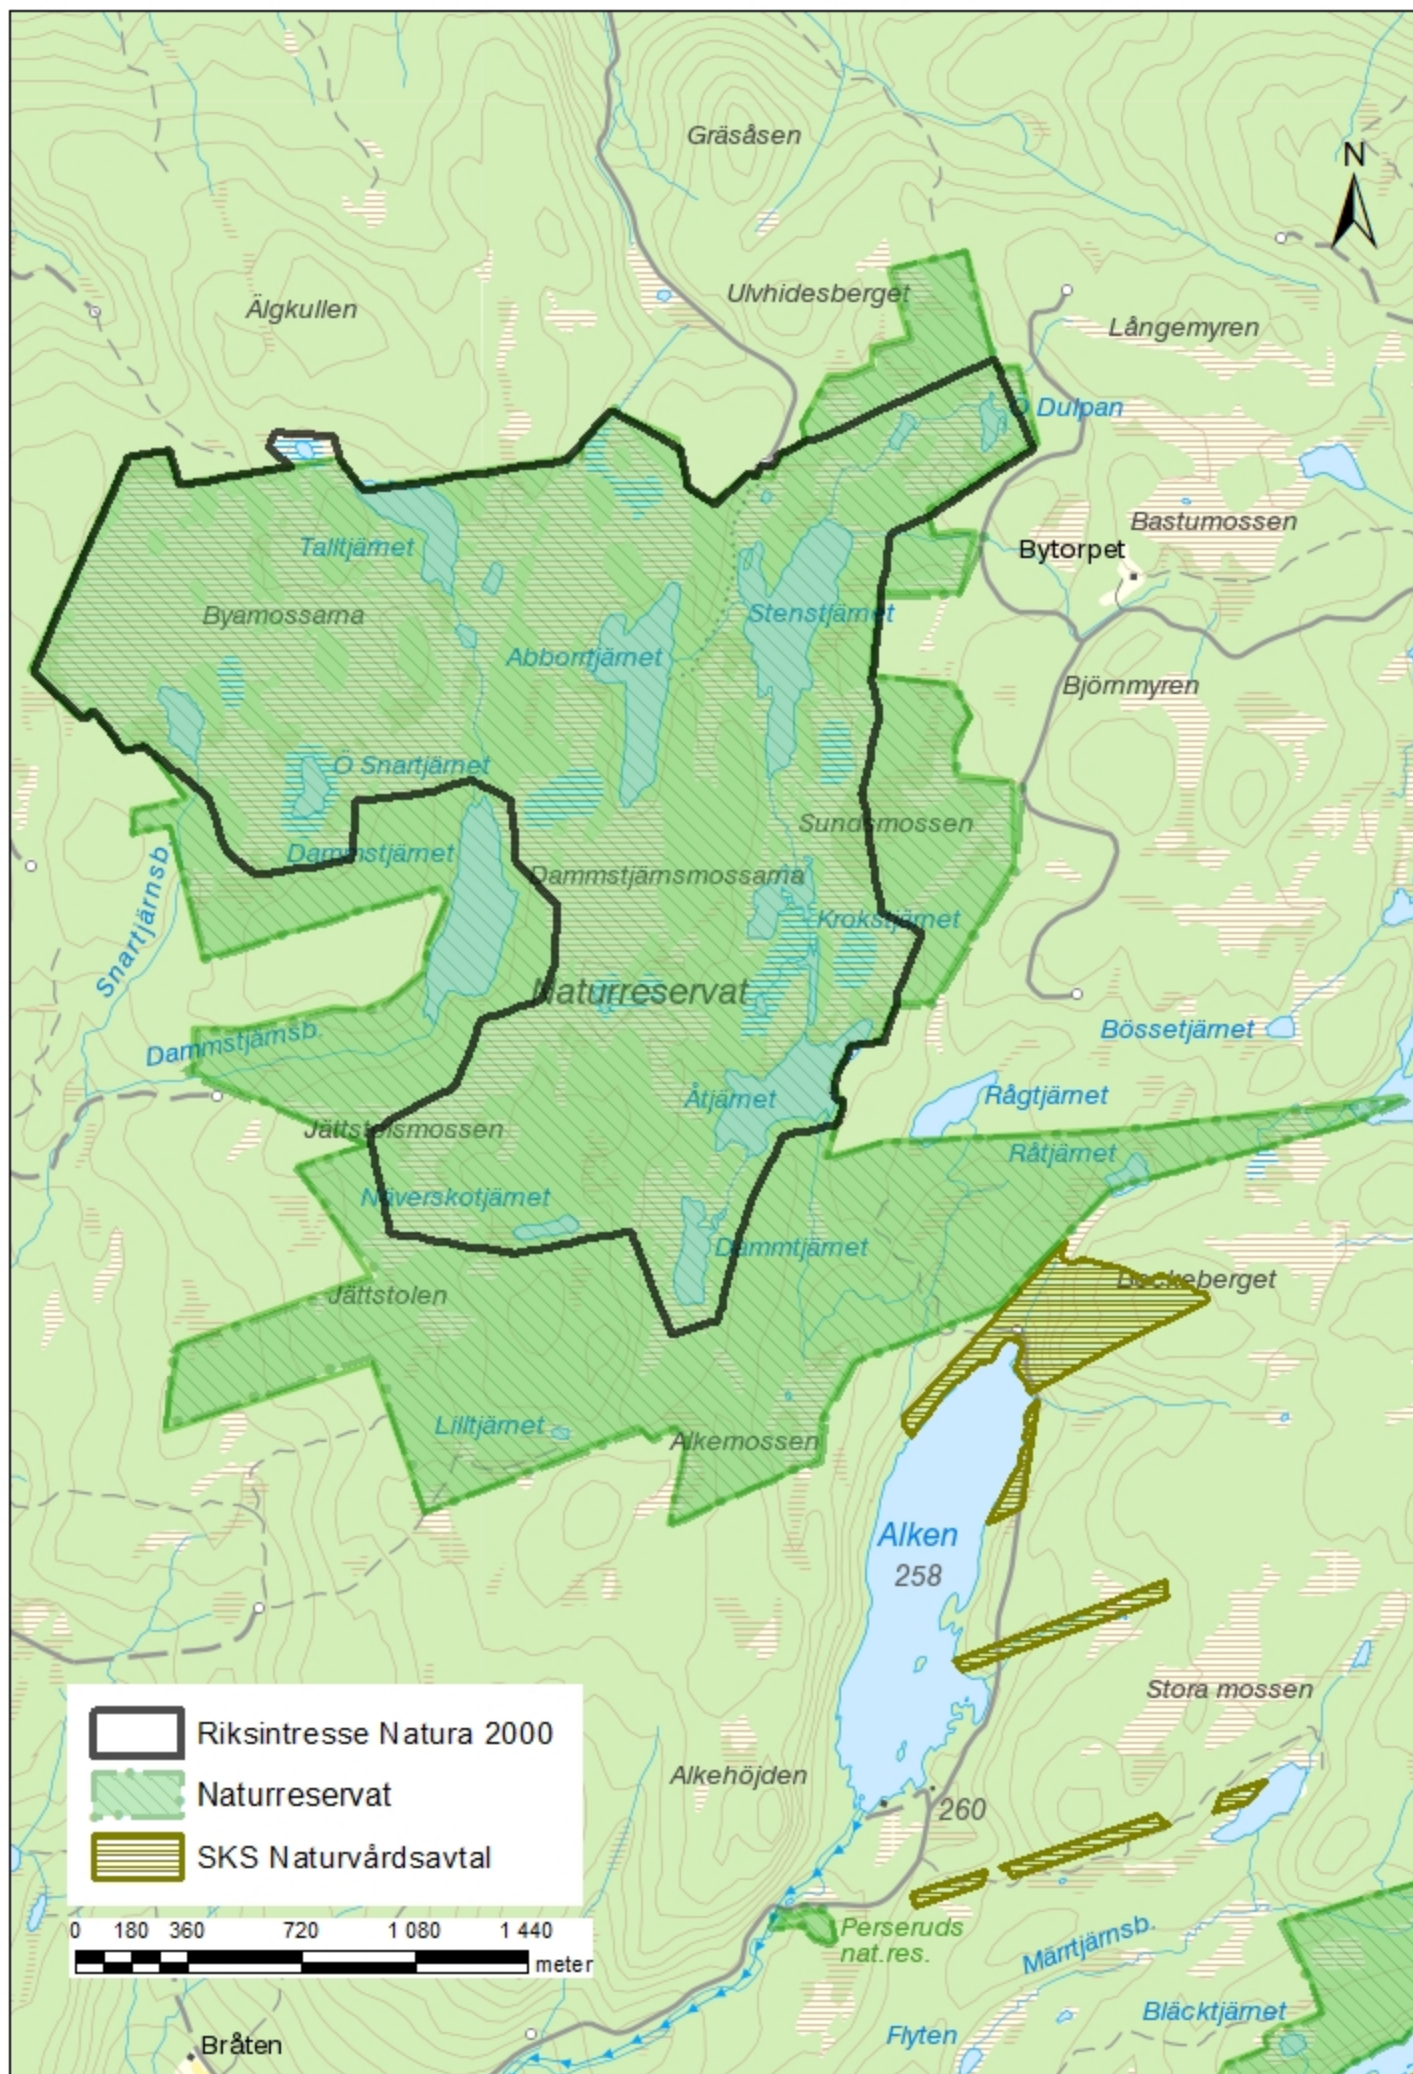 Gräsåsen
N
Ulvhidesberget
Älgkullen
Långemyren
Ö Dulpan
Bastumossen
Talltjärnet
Bytorpet
Byamossarna
Stenstjärnet
Abborrtjärnet
Björnmyren
Ö Snartjärnet
Sundsmossen
Dammstjärnet
Dammstjärnsmossarna
Snartjärnsb.
Krokstjärnet
Naturreservat
Dammstjärnsb.
Bössetjärnet
Åtjärnet
Rågtjärnet
Jättstolsmossen
Råtjärnet
Näverskotjärnet
Dammtjärnet
Bockeberget
Jättstolen
Lilltjärnet
Alkemossen
Alken
258
Stora mossen
Riksintresse Natura 2000
Naturreservat
SKS Naturvårdsavtal
Alkehöjden
260
0 180 360 720 1 080 1 440
meter
Perseruds
nat.res.
Märrtjärnsb.
Bläcktjärnet
Flyten
Bråten